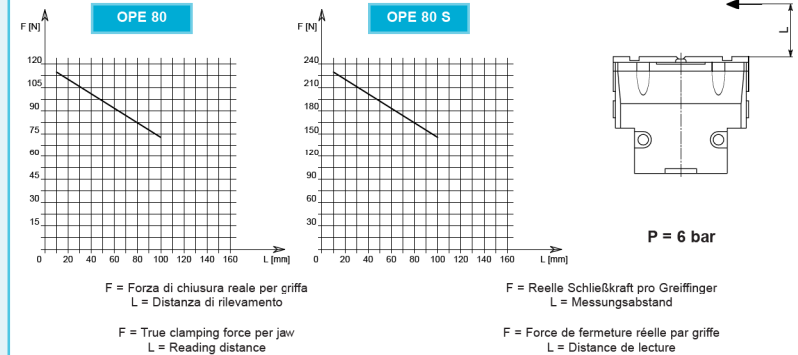 OPE 80
OPE 80 S
F [N]
120
105
90
75
60
45
30
15
0 20 40 60 80 100 120 140 160 L [mm]
F [N]
240
210
180
150
120
90
60
30
0 20 40 60 80 100 120 140 160 L [mm]
L
P = 6 bar
F = Forza di chiusura reale per griffa
L = Distanza di rilevamento
F = True clamping force per jaw
L = Reading distance
F = Reelle Schließkraft pro Greiffinger
L = Messungsabstand
F = Force de fermeture réelle par griffe
L = Distance de lecture